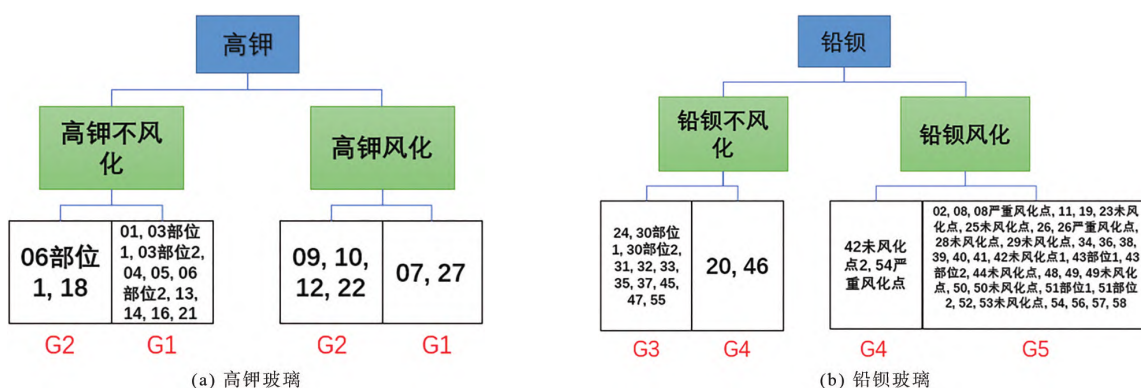 高钾
高钾不风
化
高钾风化
06部位
1, 18
01, 03部位
1, 03部位2,
04, 05, 06
部位2, 13,
14, 16, 21
09, 10,
12, 22
07, 27
G2
G1
G2
G1
(a) 高钾玻璃
铅钡
铅钡不风
化
铅钡风化
24, 30部位
1, 30部位2,
31, 32, 33,
35, 37, 45,
47, 55
20, 46
42未风化
点2, 54严
重风化点
02, 08, 08严重风化点, 11, 19, 23未风
化点, 25未风化点, 26, 26严重风化点,
28未风化点, 29未风化点, 34, 36, 38,
39, 40, 41, 42未风化点1, 43部位1, 43
部位2, 44未风化点, 48, 49, 49未风化
点, 50, 50未风化点, 51部位1, 51部位
2, 52, 53未风化点, 54, 56, 57, 58
G3
G4
G4
G5
(b) 铅钡玻璃